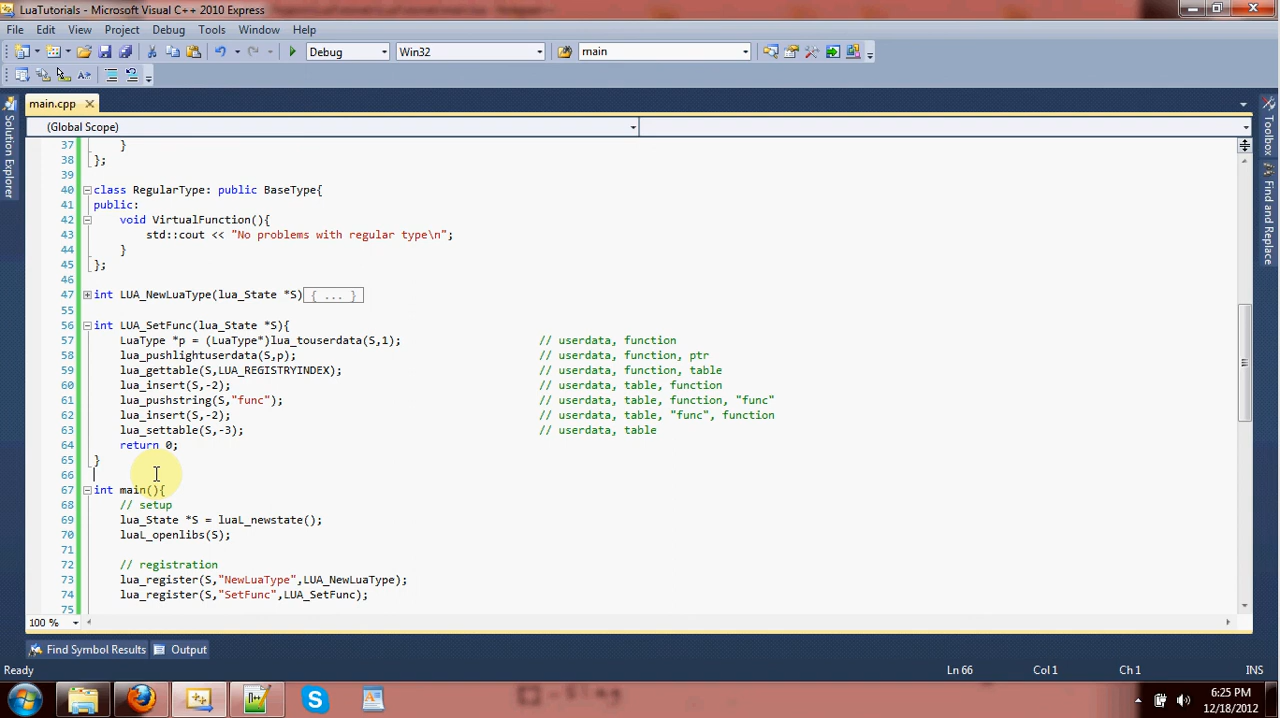 LuaTutorials - Microsoft Visual C++ 2010 Express
File Edit View Project Debug Tools Window Help
Debug Win32 main
main.cpp
(Global Scope)
Solution Explorer
Toolbox
Find and Replace
37 }
38 };
39
40 class RegularType: public BaseType{
41 public:
42 void VirtualFunction(){
43 std::cout << "No problems with regular type\n";
44 }
45 };
46
47 int LUA_NewLuaType(lua_State *S){ ... }
55
56 int LUA_SetFunc(lua_State *S){
57 LuaType *p = (LuaType*)lua_touserdata(S,1); // userdata, function
58 lua_pushlightuserdata(S,p); // userdata, function, ptr
59 lua_gettable(S,LUA_REGISTRYINDEX); // userdata, function, table
60 lua_insert(S,-2); // userdata, table, function
61 lua_pushstring(S,"func"); // userdata, table, function, "func"
62 lua_insert(S,-2); // userdata, table, "func", function
63 lua_settable(S,-3); // userdata, table
64 return 0;
65 }
66
67 int main(){
68 // setup
69 lua_State *S = luaL_newstate();
70 luaL_openlibs(S);
71
72 // registration
73 lua_register(S,"NewLuaType",LUA_NewLuaType);
74 lua_register(S,"SetFunc",LUA_SetFunc);
75
100 %
Find Symbol Results Output
Ready Ln 66 Col 1 Ch 1 INS
6:25 PM
12/18/2012